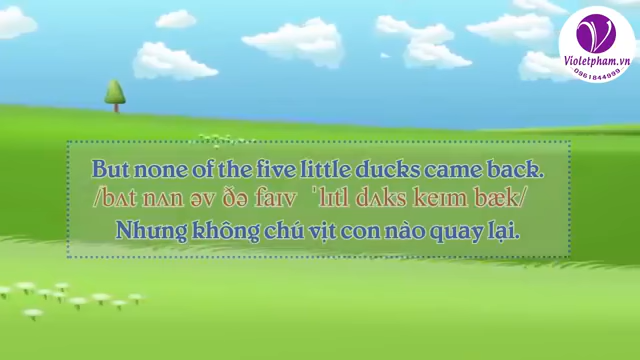 Violetpham.vn
0961844999
But none of the five little ducks came back.
/bʌt nʌn əv ðə faɪv ˈlɪtl dʌks keɪm bæk/
Nhưng không chú vịt con nào quay lại.